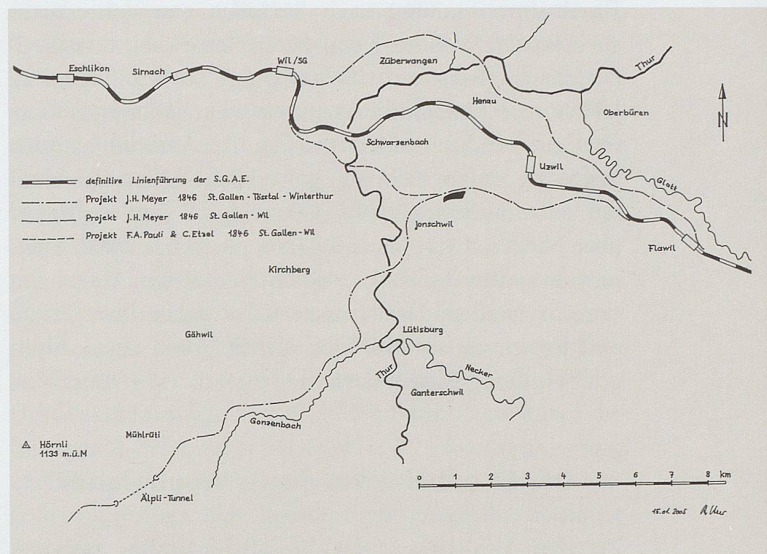 Eschlikon
Sirnach
Wil/SG
Züberwangen
Thur
Henau
Oberbüren
N
Schwarzenbach
Uzwil
Glatt
definitive Linienführung der S.G.A.E.
Projekt J.H. Meyer 1846 St.Gallen - Tösstal - Winterthur
Projekt J.H. Meyer 1846 St.Gallen - Wil
Projekt F.A. Pauli & C. Etzel 1846 St.Gallen - Wil
Jonschwil
Flawil
Kirchberg
Gähwil
Lütisburg
Thur
Necker
Ganterschwil
Gonzenbach
Mühlrüti
Hörnli
1133 m.ü.M
Älpli-Tunnel
0 1 2 3 4 5 6 7 8 km